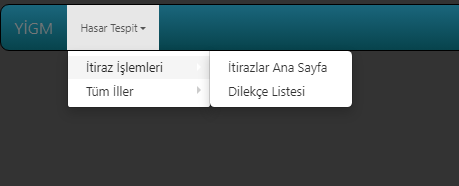 YİGM
Hasar Tespit
İtiraz İşlemleri
Tüm İller
İtirazlar Ana Sayfa
Dilekçe Listesi